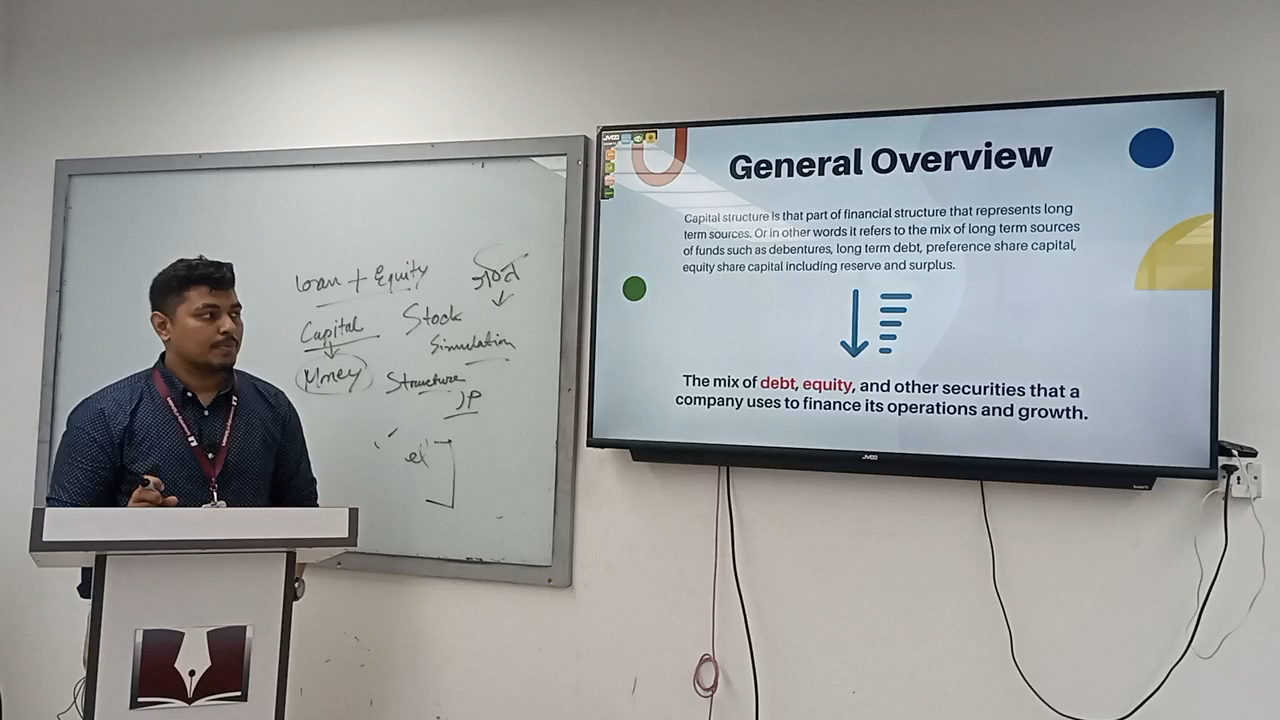 Loan + Equity
Capital
Stock
Simulation
Money
Structure
JP
ex
General Overview
Capital structure is that part of financial structure that represents long
term sources. Or in other words it refers to the mix of long term sources
of funds such as debentures, long term debt, preference share capital,
equity share capital including reserve and surplus.
The mix of debt, equity, and other securities that a
company uses to finance its operations and growth.
JVCO